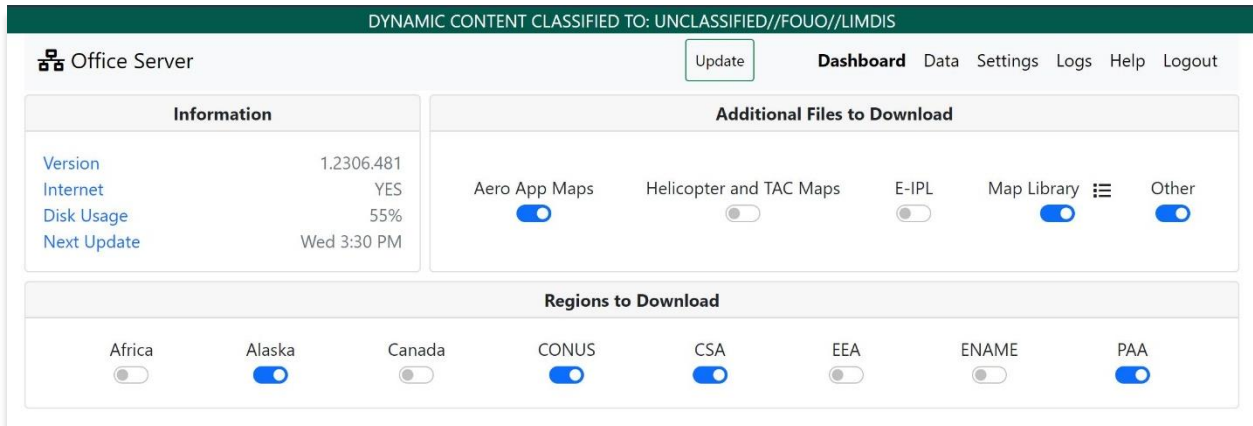 DYNAMIC CONTENT CLASSIFIED TO: UNCLASSIFIED//FOUO//LIMDIS
Office Server Update Dashboard Data Settings Logs Help Logout
Information
Version 1.2306.481
Internet YES
Disk Usage 55%
Next Update Wed 3:30 PM
Additional Files to Download
Aero App Maps Helicopter and TAC Maps E-IPL Map Library Other
Regions to Download
Africa Alaska Canada CONUS CSA EEA ENAME PAA